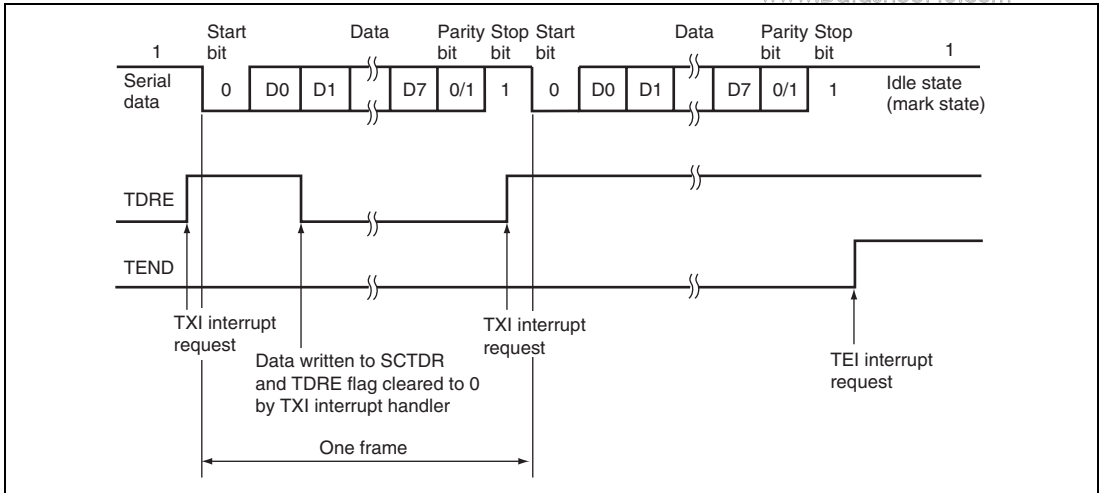 Start bit
Data
Parity bit
Stop bit
Start bit
Data
Parity bit
Stop bit
1
1
Serial data
0 D0 D1 D7 0/1 1 0 D0 D1 D7 0/1 1
Idle state
(mark state)
TDRE
TEND
TXI interrupt
request
Data written to SCTDR
and TDRE flag cleared to 0
by TXI interrupt handler
TXI interrupt
request
TEI interrupt
request
One frame